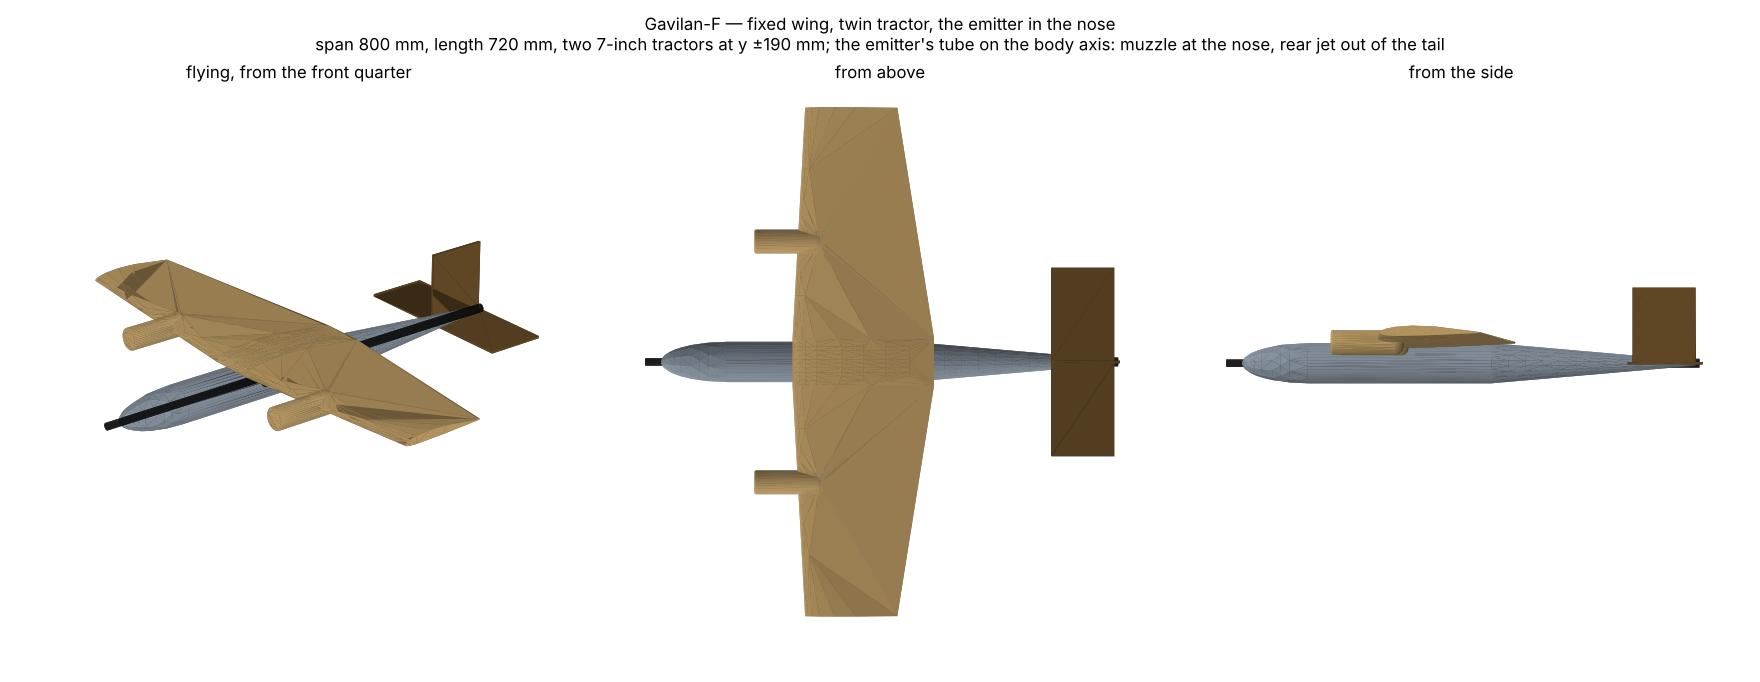 Gavilan-F — fixed wing, twin tractor, the emitter in the nose
span 800 mm, length 720 mm, two 7-inch tractors at y ±190 mm; the emitter's tube on the body axis: muzzle at the nose, rear jet out of the tail
flying, from the front quarter
from above
from the side